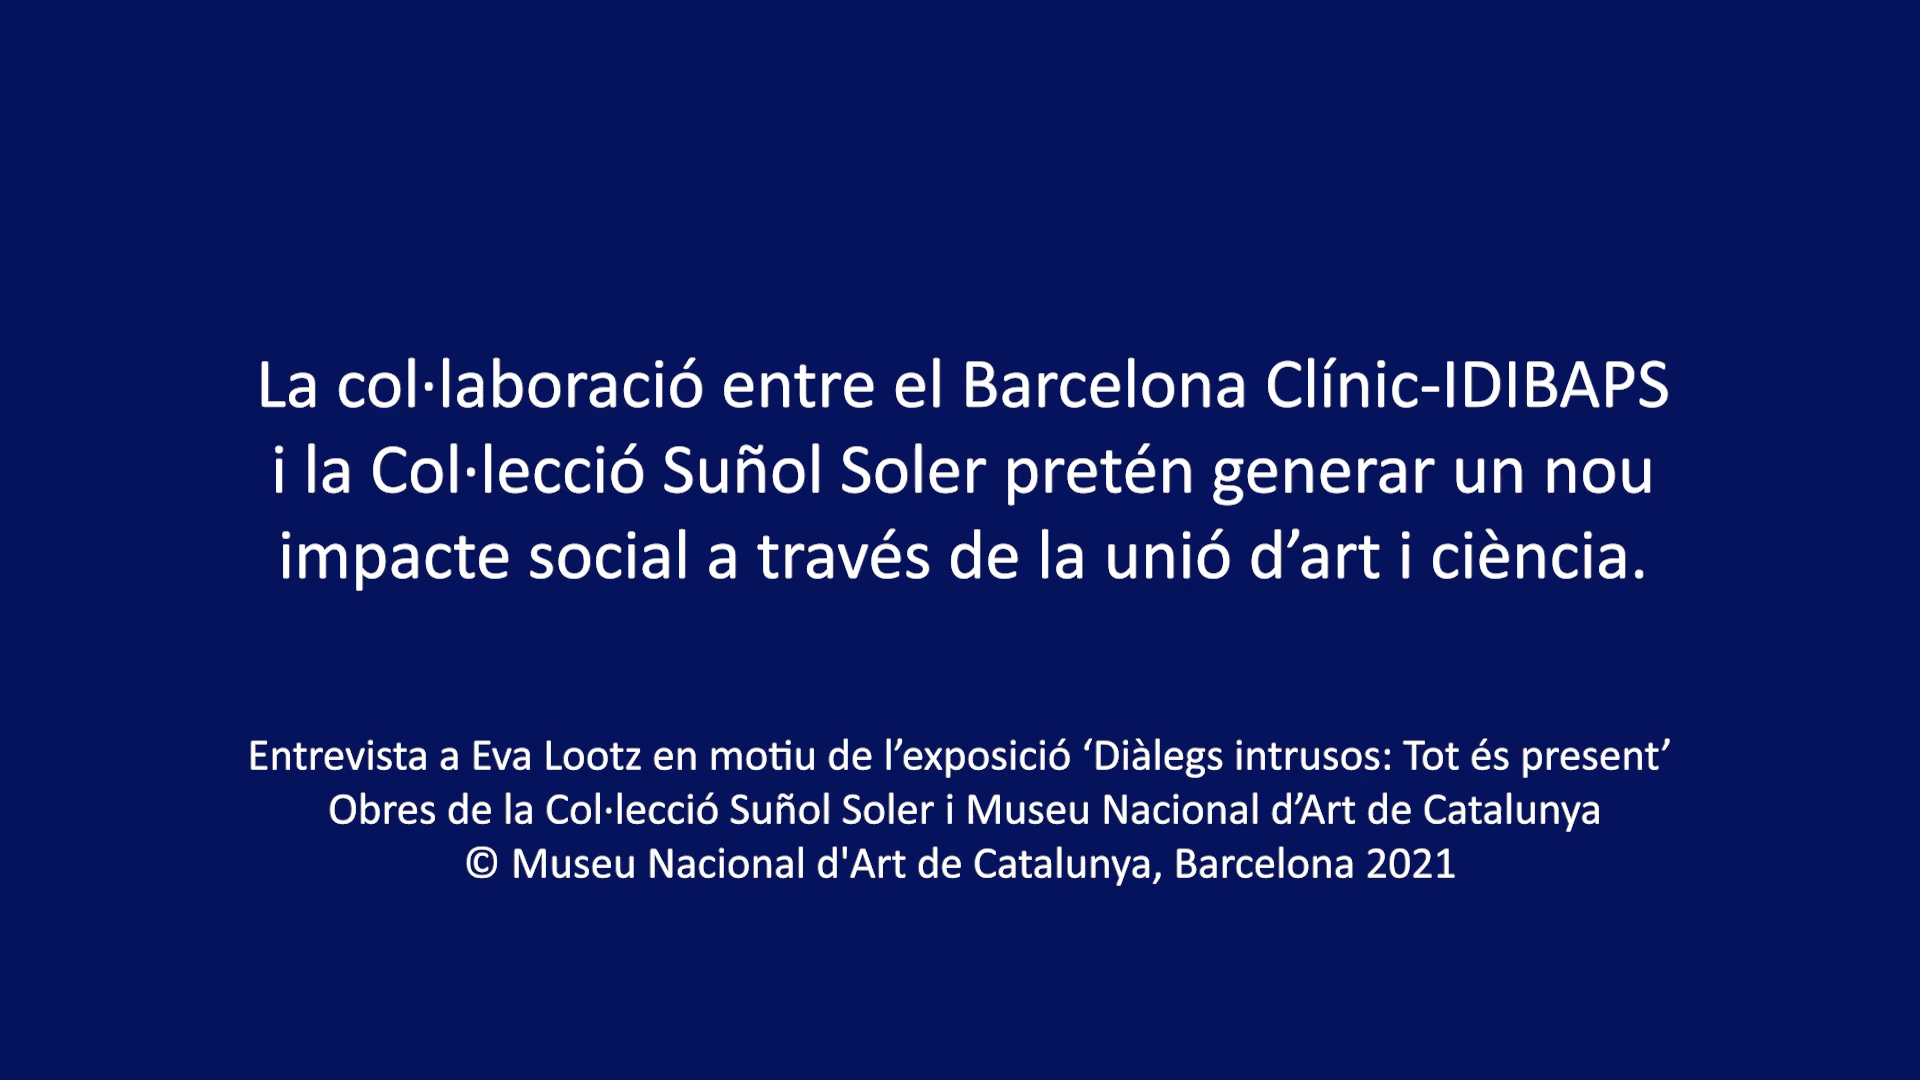 La col·laboració entre el Barcelona Clínic-IDIBAPS
i la Col·lecció Suñol Soler pretén generar un nou
impacte social a través de la unió d’art i ciència.
Entrevista a Eva Lootz en motiu de l’exposició ‘Diàlegs intrusos: Tot és present’
Obres de la Col·lecció Suñol Soler i Museu Nacional d’Art de Catalunya
© Museu Nacional d'Art de Catalunya, Barcelona 2021